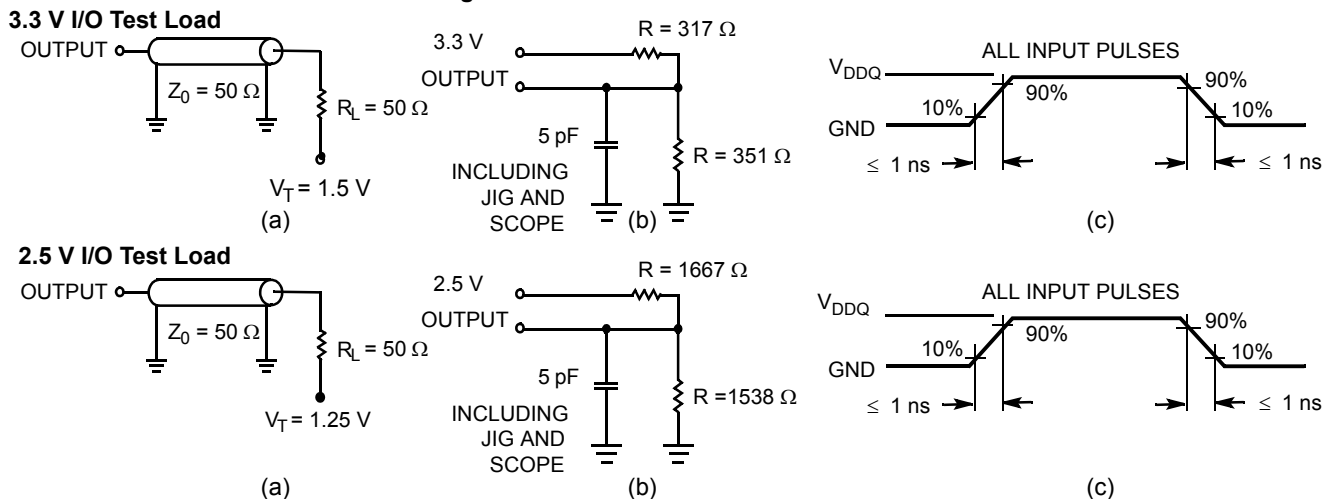 3.3 V I/O Test Load
OUTPUT
Z0 = 50 Ω
RL = 50 Ω
VT = 1.5 V
(a)
3.3 V
OUTPUT
R = 317 Ω
5 pF
R = 351 Ω
INCLUDING
JIG AND
SCOPE
(b)
ALL INPUT PULSES
VDDQ
GND
10%
90%
90%
10%
≤ 1 ns
≤ 1 ns
(c)
2.5 V I/O Test Load
OUTPUT
Z0 = 50 Ω
RL = 50 Ω
VT = 1.25 V
(a)
2.5 V
OUTPUT
R = 1667 Ω
5 pF
R =1538 Ω
INCLUDING
JIG AND
SCOPE
(b)
ALL INPUT PULSES
VDDQ
GND
10%
90%
90%
10%
≤ 1 ns
≤ 1 ns
(c)